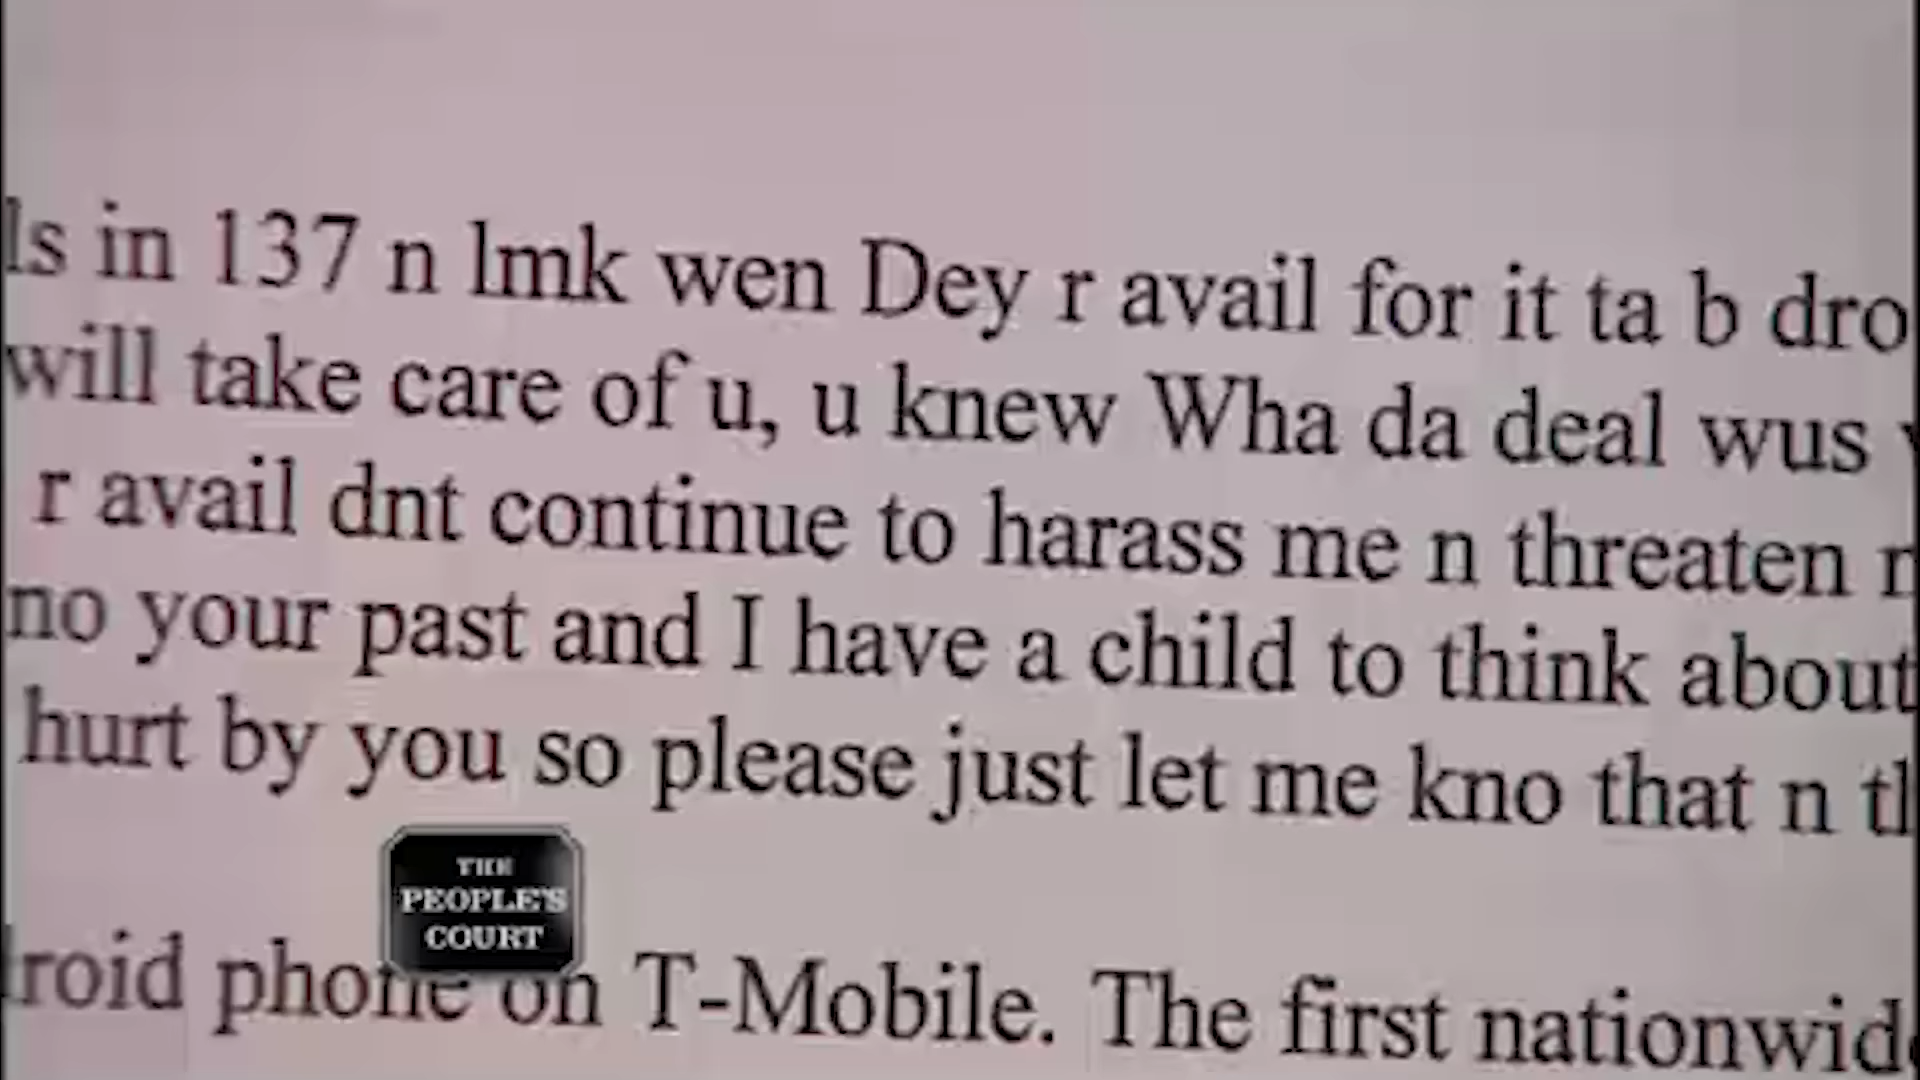 ls in 137 n lmk wen Dey r avail for it ta b dro
will take care of u, u knew Wha da deal wus
r avail dnt continue to harass me n threaten
no your past and I have a child to think about
hurt by you so please just let me kno that n
THE
PEOPLE'S
COURT
roid phone on T-Mobile. The first nationwid